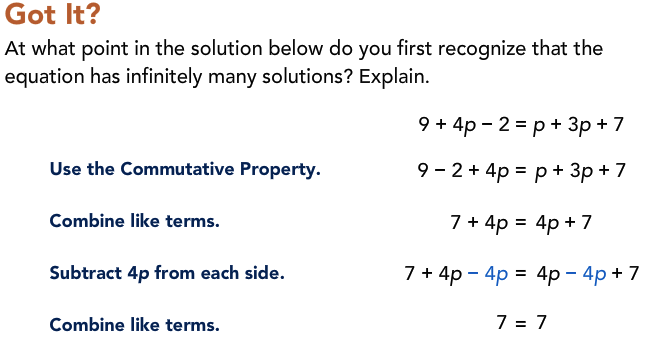 Got It?
At what point in the solution below do you first recognize that the
equation has infinitely many solutions? Explain.
9 + 4p − 2 = p + 3p + 7
Use the Commutative Property. 9 − 2 + 4p = p + 3p + 7
Combine like terms. 7 + 4p = 4p + 7
Subtract 4p from each side. 7 + 4p − 4p = 4p − 4p + 7
Combine like terms. 7 = 7